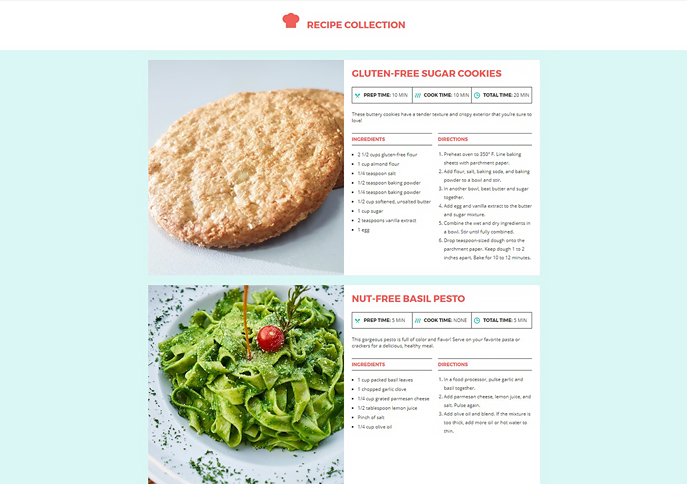 RECIPE COLLECTION
GLUTEN-FREE SUGAR COOKIES
PREP TIME: 10 MIN COOK TIME: 10 MIN TOTAL TIME: 20 MIN
These buttery cookies have a tender texture and crispy exterior that you're sure to
love!
INGREDIENTS
2 1/2 cups gluten-free flour
1 cup almond flour
1/4 teaspoon salt
1/2 teaspoon baking powder
1/4 teaspoon baking powder
1/2 cup softened, unsalted butter
1 cup sugar
2 teaspoons vanilla extract
1 egg
DIRECTIONS
1. Preheat oven to 350° F. Line baking
sheets with parchment paper.
2. Add flour, salt, baking soda, and baking
powder to a bowl and stir.
3. In another bowl, beat butter and sugar
together.
4. Add egg and vanilla extract to the butter
and sugar mixture.
5. Combine the wet and dry ingredients in
a bowl. Stir until fully combined.
6. Drop teaspoon-sized dough onto the
parchment paper. Keep dough 1 to 2
inches apart. Bake for 10 to 12 minutes.
NUT-FREE BASIL PESTO
PREP TIME: 5 MIN COOK TIME: NONE TOTAL TIME: 5 MIN
This gorgeous pesto is full of color and flavor! Serve on your favorite pasta or
crackers for a delicious, healthy meal.
INGREDIENTS
1 cup packed basil leaves
1 chopped garlic clove
1/4 cup grated parmesan cheese
1/2 tablespoon lemon juice
Pinch of salt
1/4 cup olive oil
DIRECTIONS
1. In a food processor, pulse garlic and
basil together.
2. Add parmesan cheese, lemon juice, and
salt. Pulse again.
3. Add olive oil and blend. If the mixture is
too thick, add more oil or hot water to
thin.